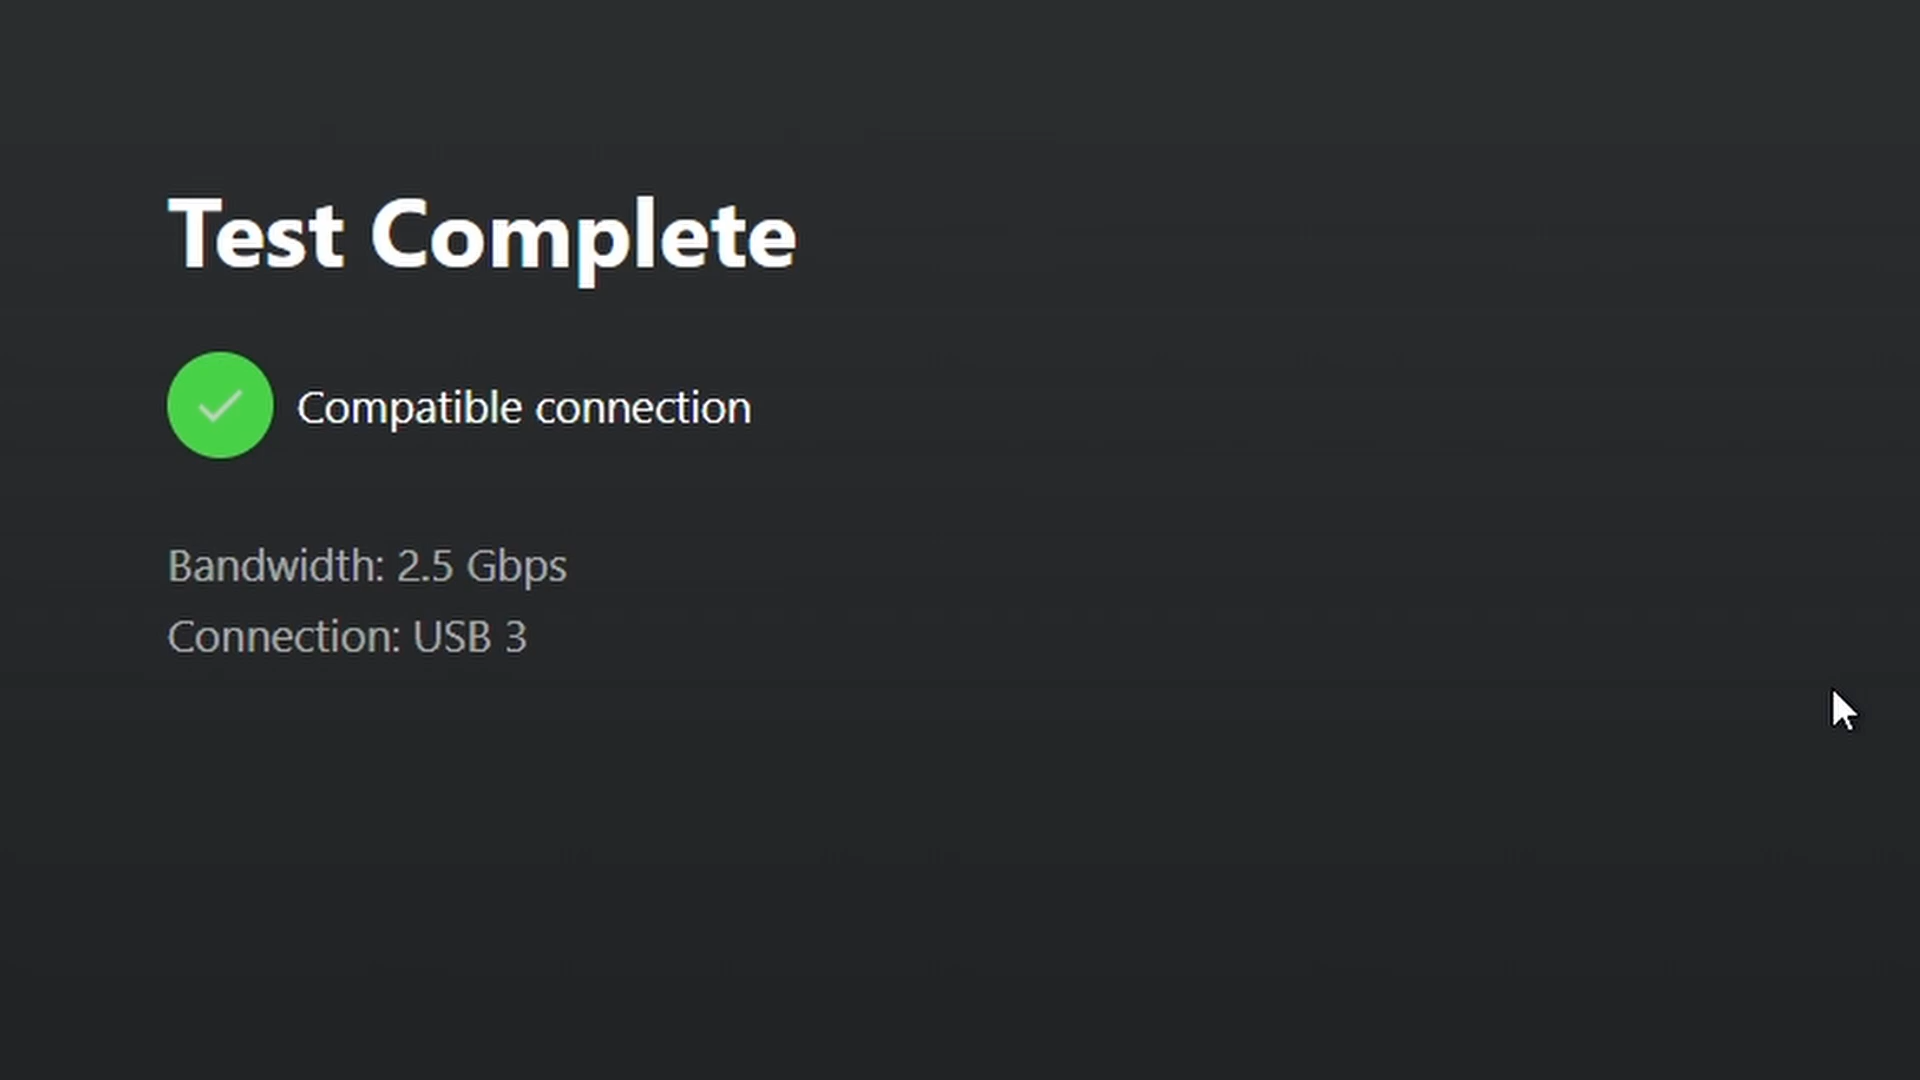 Test Complete
Compatible connection
Bandwidth: 2.5 Gbps
Connection: USB 3